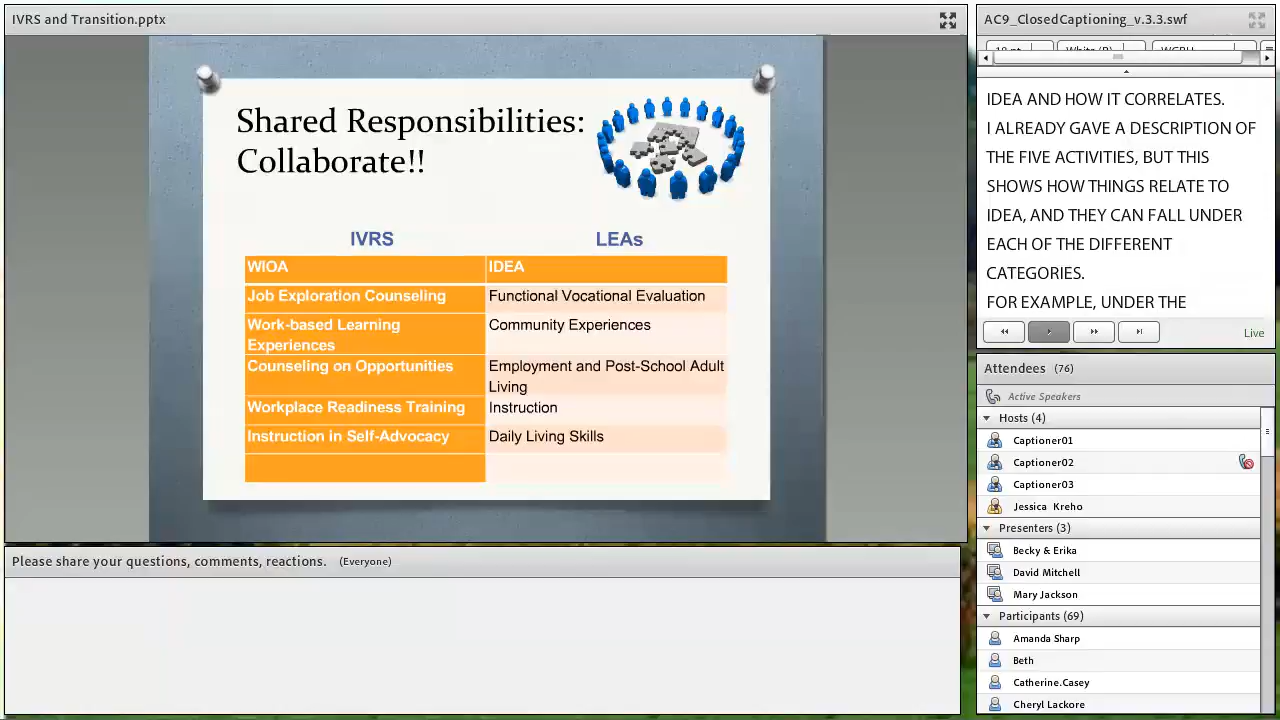 IVRS and Transition.pptx
Shared Responsibilities:
Collaborate!!
IVRS LEAs
WIOA IDEA
Job Exploration Counseling Functional Vocational Evaluation
Work-based Learning Community Experiences
Experiences
Counseling on Opportunities Employment and Post-School Adult
Living
Workplace Readiness Training Instruction
Instruction in Self-Advocacy Daily Living Skills
Please share your questions, comments, reactions. (Everyone)
AC9_ClosedCaptioning_v.3.3.swf
IDEA AND HOW IT CORRELATES.
I ALREADY GAVE A DESCRIPTION OF
THE FIVE ACTIVITIES, BUT THIS
SHOWS HOW THINGS RELATE TO
IDEA, AND THEY CAN FALL UNDER
EACH OF THE DIFFERENT
CATEGORIES.
FOR EXAMPLE, UNDER THE
Live
Attendees (76)
Active Speakers
Hosts (4)
Captioner01
Captioner02
Captioner03
Jessica Kreho
Presenters (3)
Becky & Erika
David Mitchell
Mary Jackson
Participants (69)
Amanda Sharp
Beth
Catherine.Casey
Cheryl Lackore